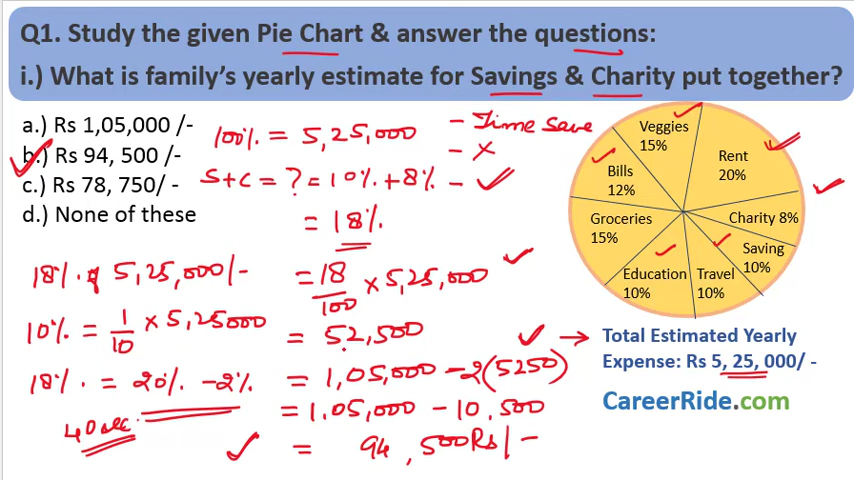 Q1. Study the given Pie Chart & answer the questions:
i.) What is family's yearly estimate for Savings & Charity put together?
a.) Rs 1,05,000 /-
b.) Rs 94, 500 /-
c.) Rs 78, 750/ -
d.) None of these
100% = 5,25,000
- Time save
- X
S+C = ? = 10% + 8% -
= 18%
18% of 5,25,000/-
= 18/100 x 5,25,000
10% = 1/10 x 5,25000
= 52,500
18% = 20% - 2%
= 1,05,000 - 2(5250)
= 1,05,000 - 10,500
40 sec
= 94,500Rs/-
Veggies
15%
Rent
20%
Bills
12%
Charity 8%
Groceries
15%
Saving
10%
Education
10%
Travel
10%
Total Estimated Yearly
Expense: Rs 5, 25, 000/ -
CareerRide.com